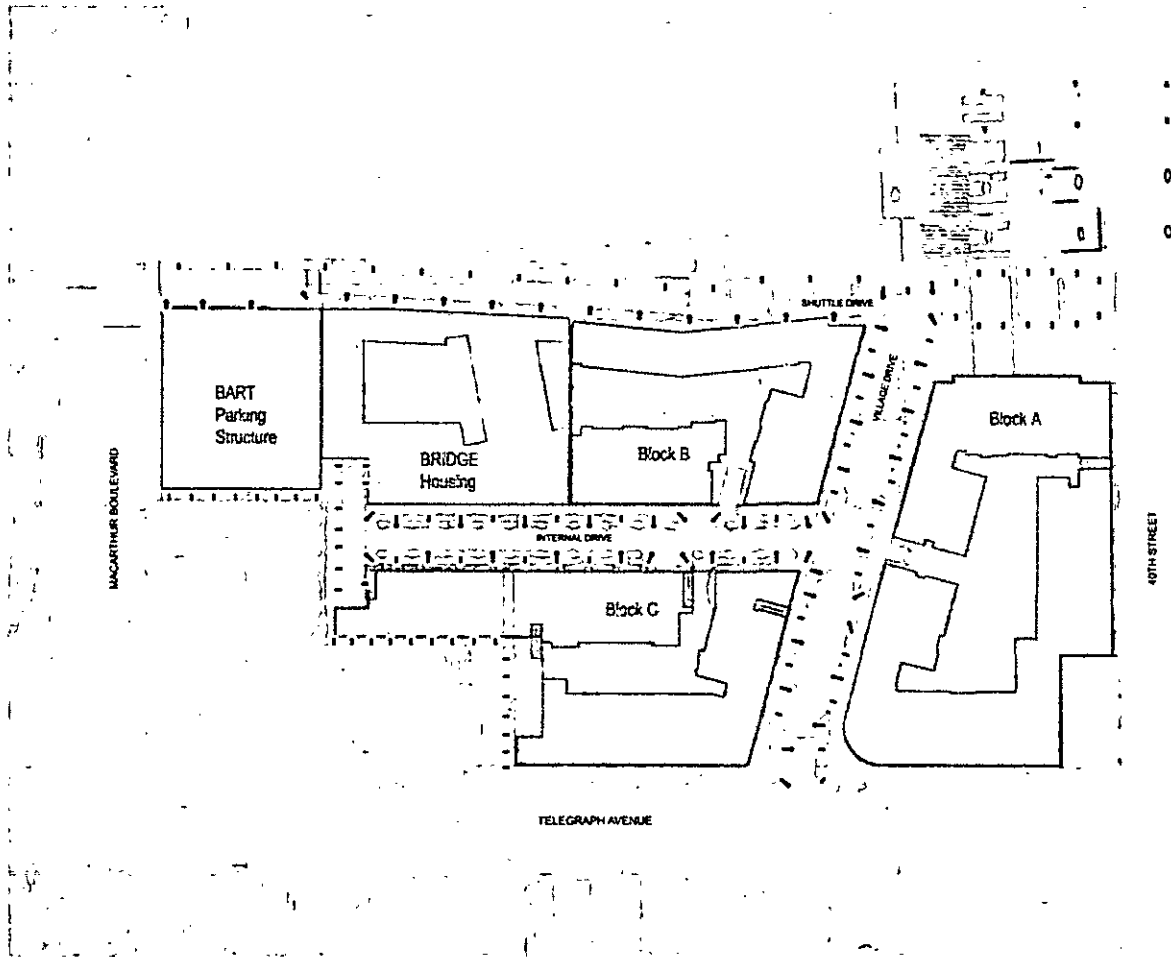 SHUTTLE DRIVE
VILLAGE DRIVE
BART
Parking
Structure
BRIDGE
Housing
Block B
Block A
MACARTHUR BOULEVARD
INTERNAL DRIVE
40TH STREET
Block C
TELEGRAPH AVENUE